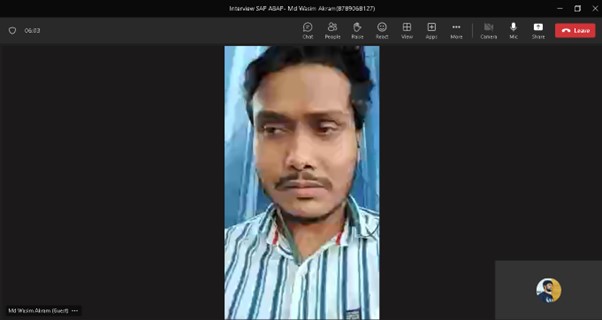 Interview SAP ABAP- Md Wasim Akram(8789068127)
06:03
Chat
People
Raise
React
View
Apps
More
Camera
Mic
Share
Leave
Md Wasim Akram (Guest)